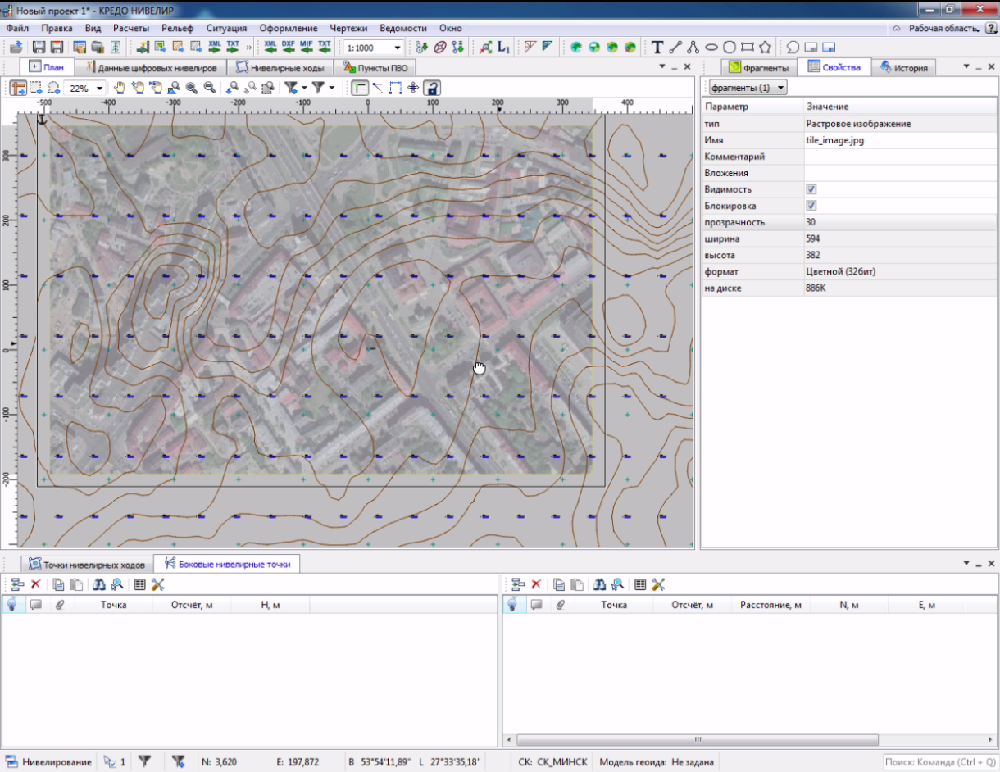 Новый проект 1* - КРЕДО НИВЕЛИР
Файл Правка Вид Расчеты Рельеф Ситуация Оформление Чертежи Ведомости Окно
Рабочая область
XML TXT » XML DXF MIF TXT 1:1000 L1 T
План Данные цифровых нивелиров Нивелирные ходы Пункты ПВО
Фрагменты Свойства История
22%
фрагменты (1)
-500 -400 -300 -200 -100 0 100 200 300 400
300
200
100
0
-100
-200
Параметр Значение
тип Растровое изображение
Имя tile_image.jpg
Комментарий
Вложения
Видимость
Блокировка
прозрачность 30
ширина 594
высота 382
формат Цветной (32бит)
на диске 886K
Точки нивелирных ходов Боковые нивелирные точки
Точка Отсчёт, м Н, м
Точка Отсчёт, м Расстояние, м N, м E, м
Нивелирование 1 N: 3,620 E: 197,872 B 53°54'11,89" L 27°33'35,18" СК: СК_МИНСК Модель геоида: Не задана Поиск: Команда (Ctrl + Q)